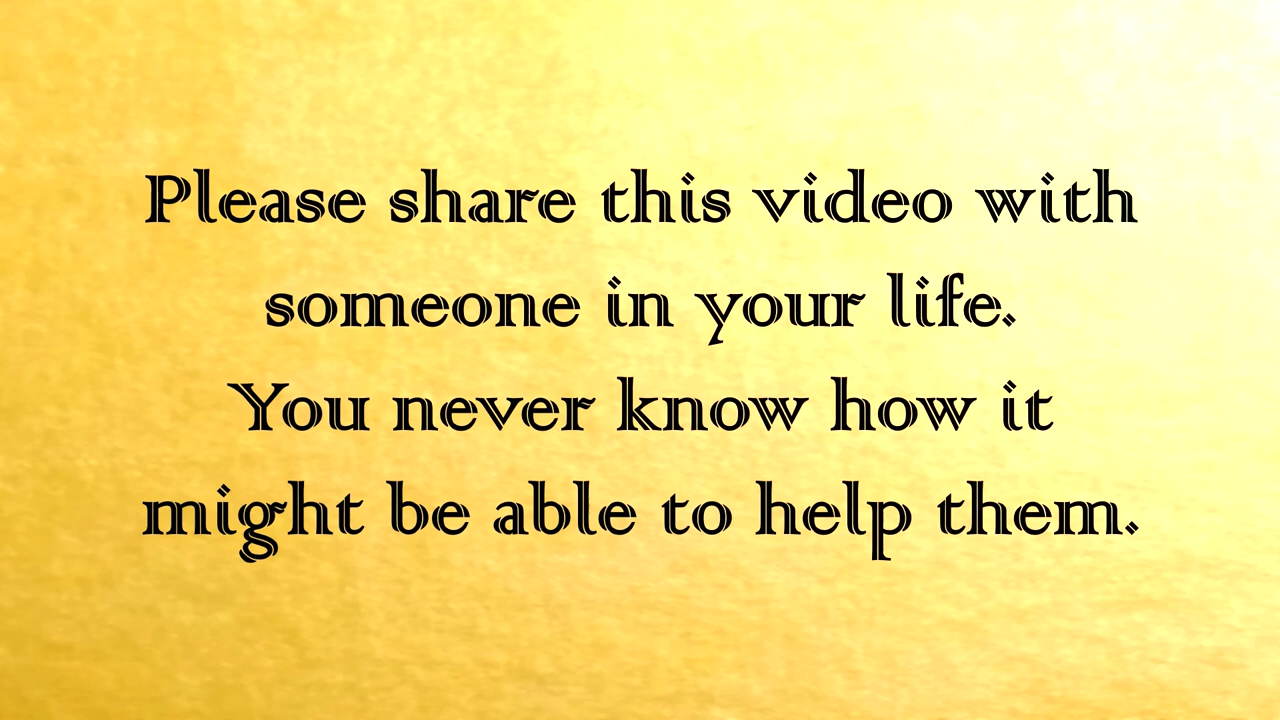 Please share this video with
someone in your life.
You never know how it
might be able to help them.